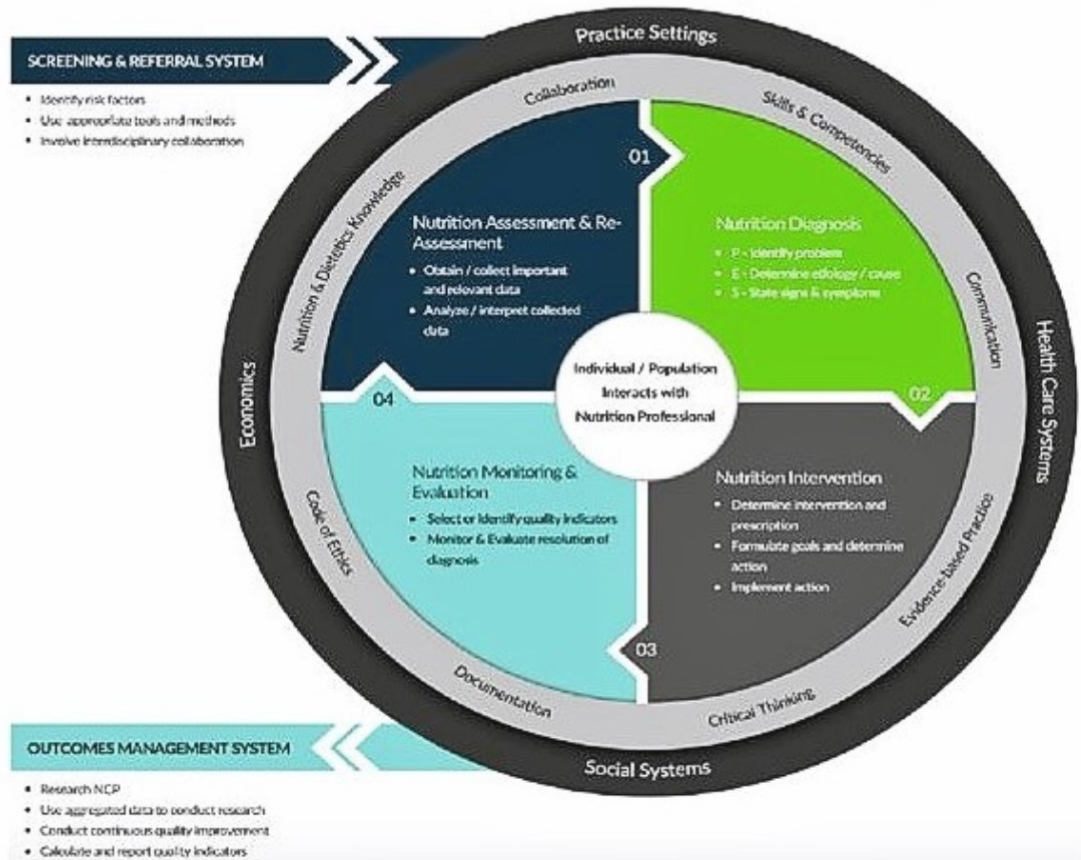 Practice Settings
SCREENING & REFERRAL SYSTEM
• Identify risk factors
• Use appropriate tools and methods
• Involve interdisciplinary collaboration
Collaboration
Skills & Competencies
Nutrition & Dietetics Knowledge
Communication
Economics
Health Care Systems
01
Nutrition Assessment & Re-
Assessment
• Obtain / collect important
and relevant data
• Analyze / interpret collected
data
Nutrition Diagnosis
• P - Identify problem
• E - Determine etiology / cause
• S - State signs & symptoms
02
Individual / Population
Interacts with
Nutrition Professional
04
Nutrition Monitoring &
Evaluation
• Select or Identify quality indicators
• Monitor & Evaluate resolution of
diagnosis
Nutrition Intervention
• Determine intervention and
prescription
• Formulate goals and determine
action
• Implement action
03
Code of Ethics
Evidence-based Practice
Documentation
Critical Thinking
Social Systems
OUTCOMES MANAGEMENT SYSTEM
• Research NCP
• Use aggregated data to conduct research
• Conduct continuous quality improvement
• Calculate and report quality indicators